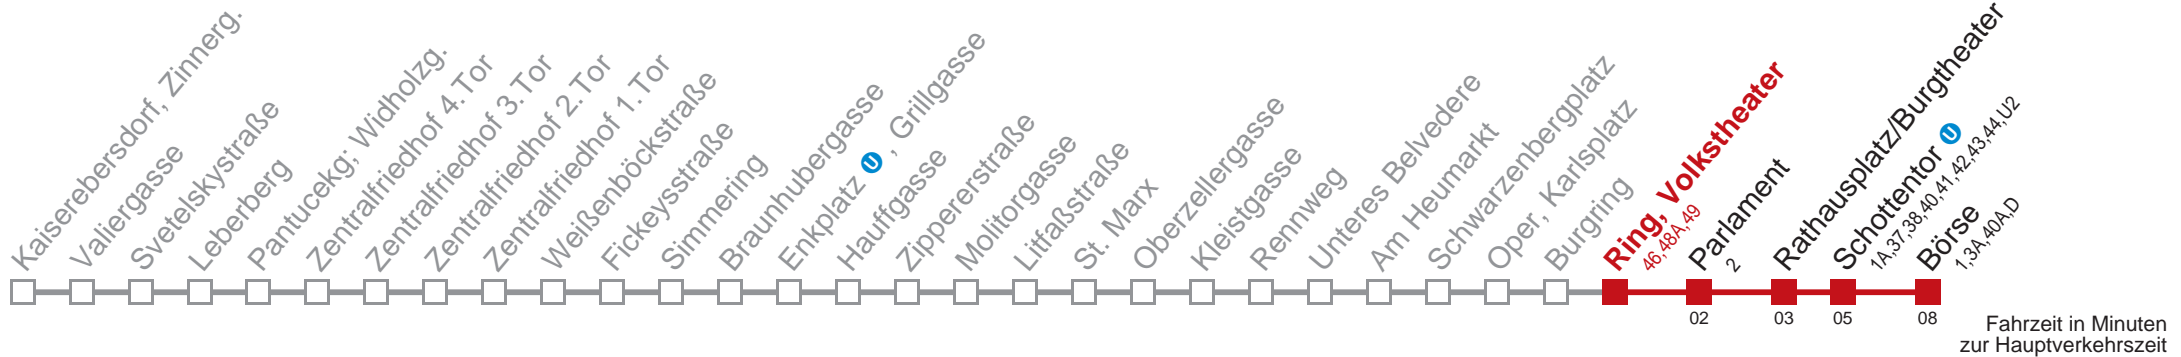 Kaiserebersdorf, Zinnerg.
Valiergasse
Svetelskystraße
Leberberg
Pantucekg; Widholzg.
Zentralfriedhof 4. Tor
Zentralfriedhof 3. Tor
Zentralfriedhof 2. Tor
Zentralfriedhof 1. Tor
Weißenböckstraße
Fickeysstraße
Simmering
Braunhubergasse
Enkplatz U , Grillgasse
Hauffgasse
Zippererstraße
Molitorgasse
Litfaßstraße
St. Marx
Oberzellergasse
Kleistgasse
Rennweg
Unteres Belvedere
Am Heumarkt
Schwarzenbergplatz
Oper, Karlsplatz
Burgring
Ring, Volkstheater
46,48A,49
Parlament
2
Rathausplatz/Burgtheater
Schottentor U
1A,37,38,40,41,42,43,44,U2
Börse
1,3A,40A,D
02
03
05
08
Fahrzeit in Minuten
zur Hauptverkehrszeit